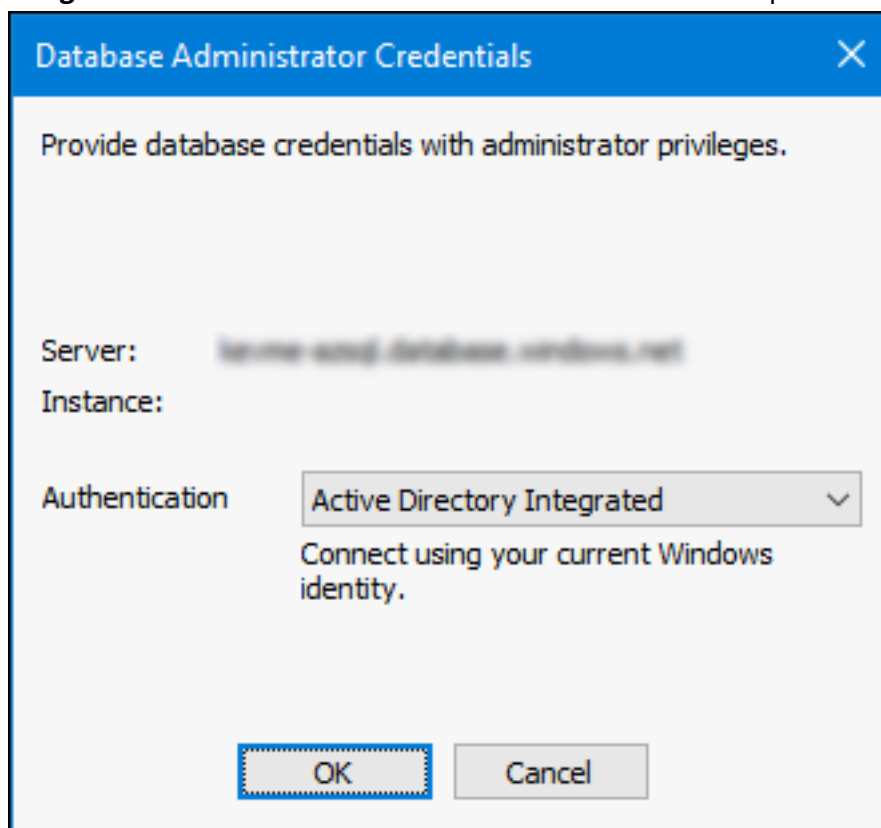 Database Administrator Credentials
Provide database credentials with administrator privileges.
Server:
Instance:
Authentication
Active Directory Integrated
Connect using your current Windows
identity.
OK
Cancel